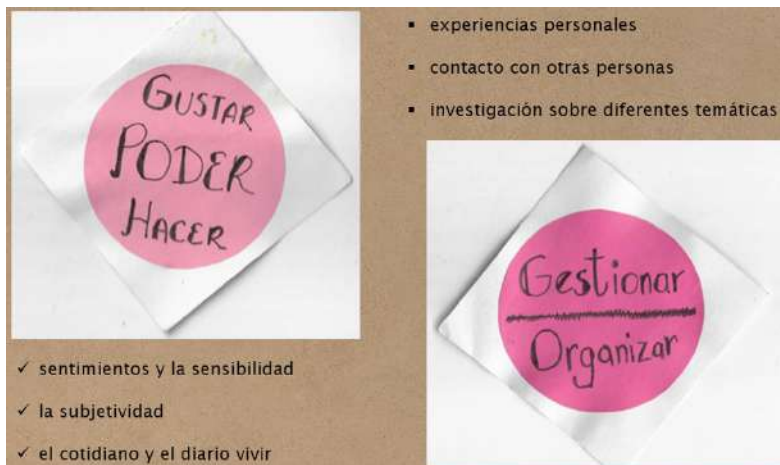 GUSTAR
PODER
HACER
✓ sentimientos y la sensibilidad
✓ la subjetividad
✓ el cotidiano y el diario vivir
▪ experiencias personales
▪ contacto con otras personas
▪ investigación sobre diferentes temáticas
Gestionar
Organizar